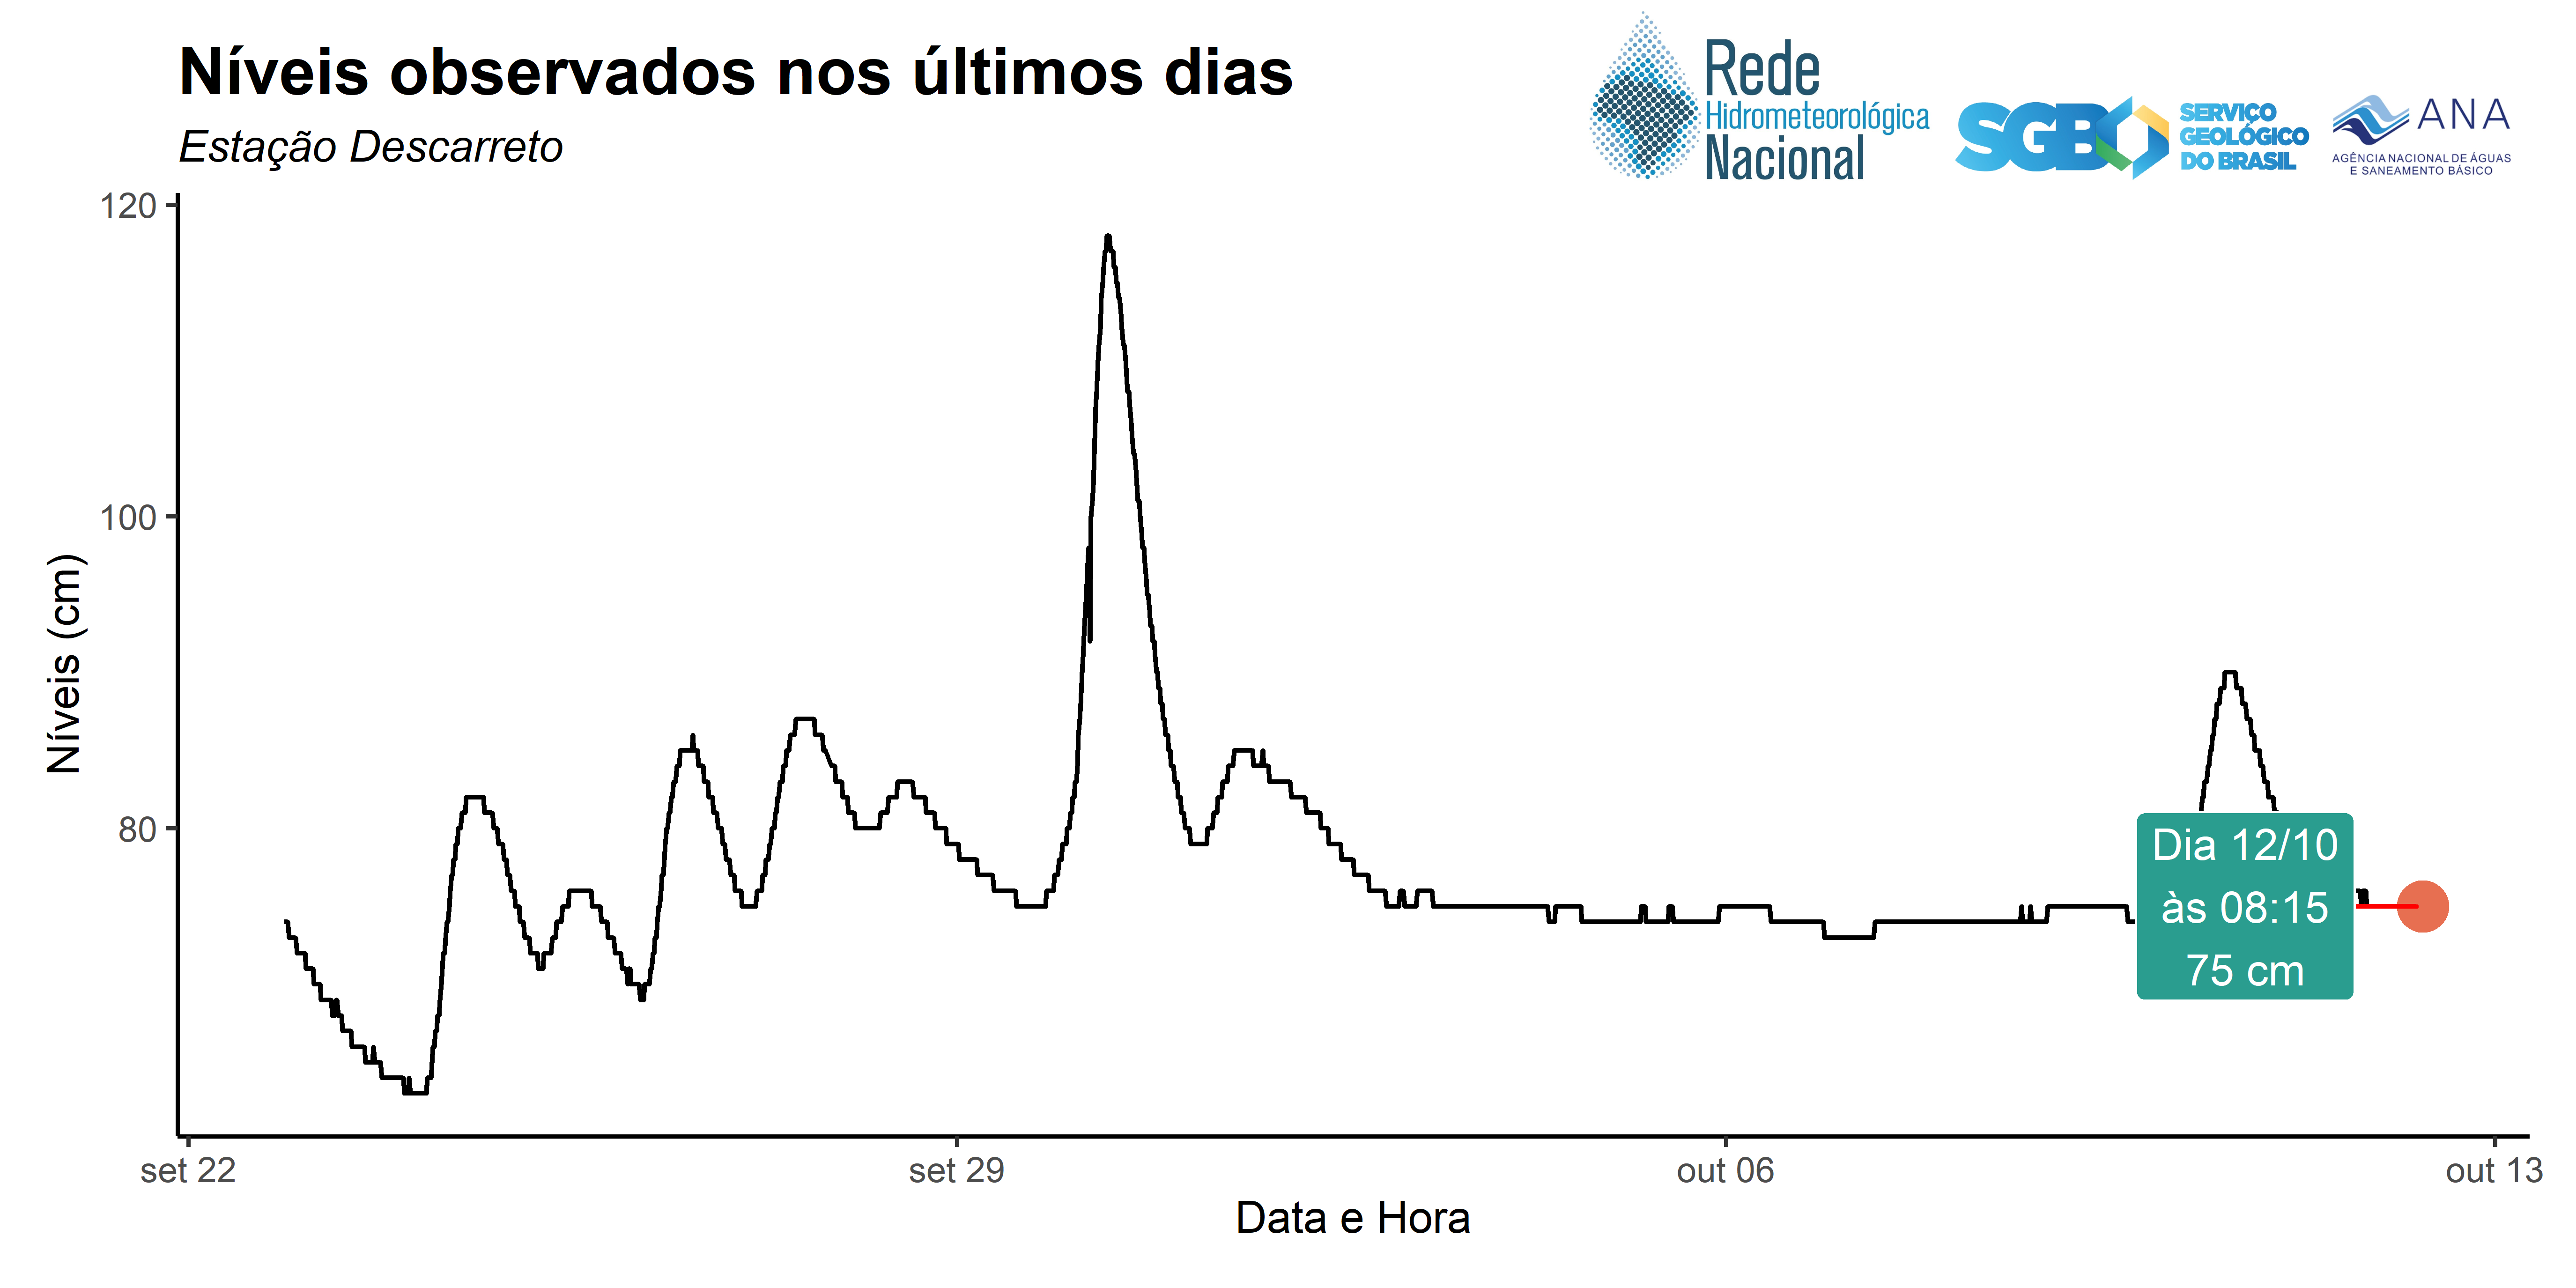 Níveis observados nos últimos dias
Estação Descarreto
Rede
Hidrometeorológica
Nacional
SGB
SERVIÇO
GEOLÓGICO
DO BRASIL
ANA
AGÊNCIA NACIONAL DE ÁGUAS
E SANEAMENTO BÁSICO
120
100
80
Níveis (cm)
Dia 12/10
às 08:15
75 cm
set 22
set 29
out 06
out 13
Data e Hora